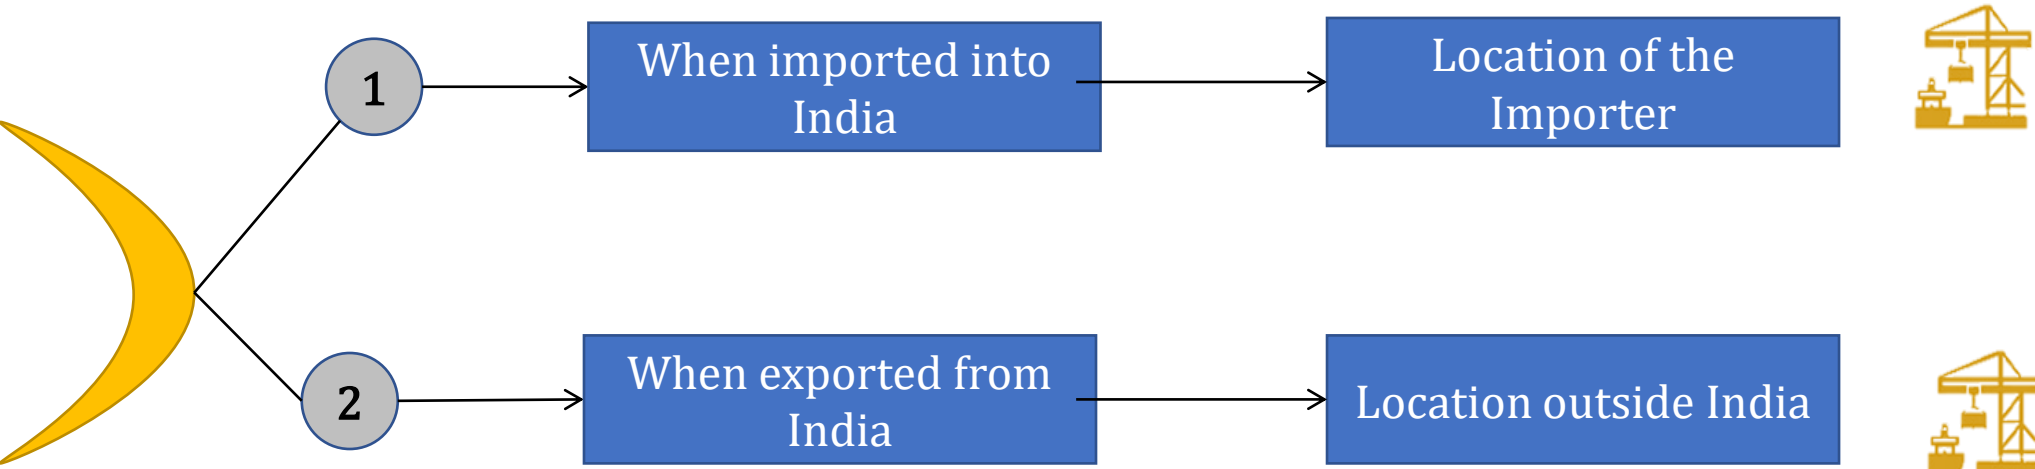 1
When imported into
India
Location of the
Importer
2
When exported from
India
Location outside India